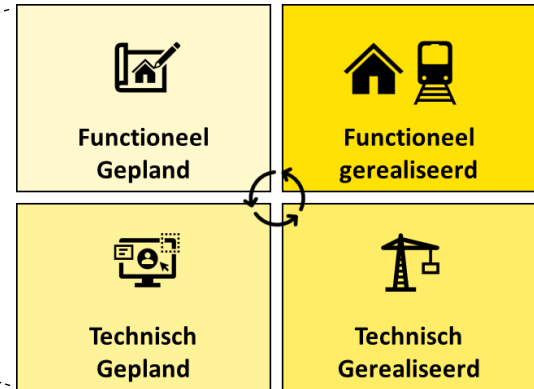 Functioneel
Gepland
Functioneel
gerealiseerd
Technisch
Gepland
Technisch
Gerealiseerd